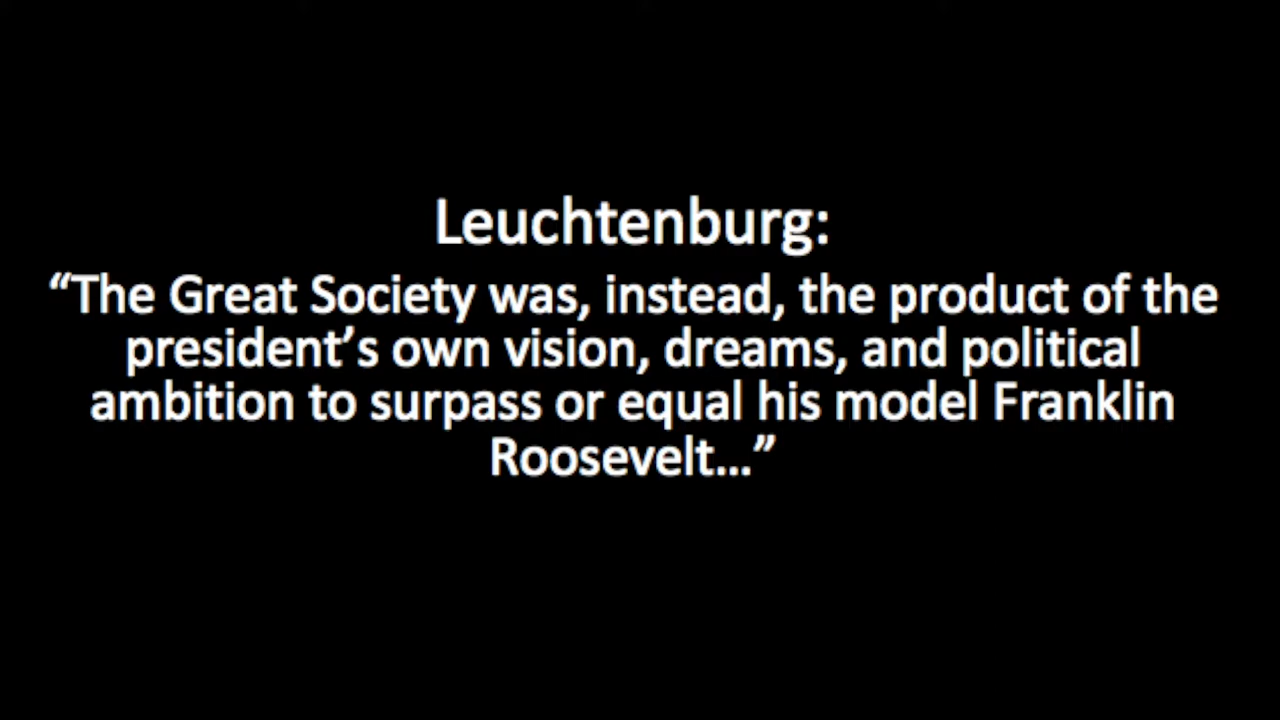 Leuchtenburg:
“The Great Society was, instead, the product of the
president’s own vision, dreams, and political
ambition to surpass or equal his model Franklin
Roosevelt…”